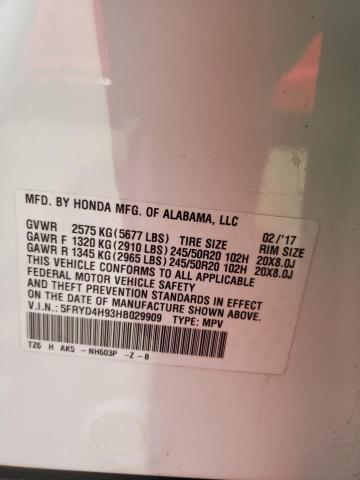 MFD. BY HONDA MFG. OF ALABAMA, LLC 02/'17
GVWR 2575 KG(5677 LBS) TIRE SIZE RIM SIZE
GAWR F 1320 KG(2910 LBS) 245/50R20 102H 20X8.0J
GAWR R 1345 KG(2965 LBS) 245/50R20 102H 20X8.0J
THIS VEHICLE CONFORMS TO ALL APPLICABLE
FEDERAL MOTOR VEHICLE SAFETY
AND THEFT PREVENTION STANDARDS IN EFFECT
ON THE DATE OF MANUFACTURE SHOWN ABOVE.
V.I.N.: 5FRYD4H93HB029909 TYPE: MPV
TZ6 H AK5 -NH603P -Z -B